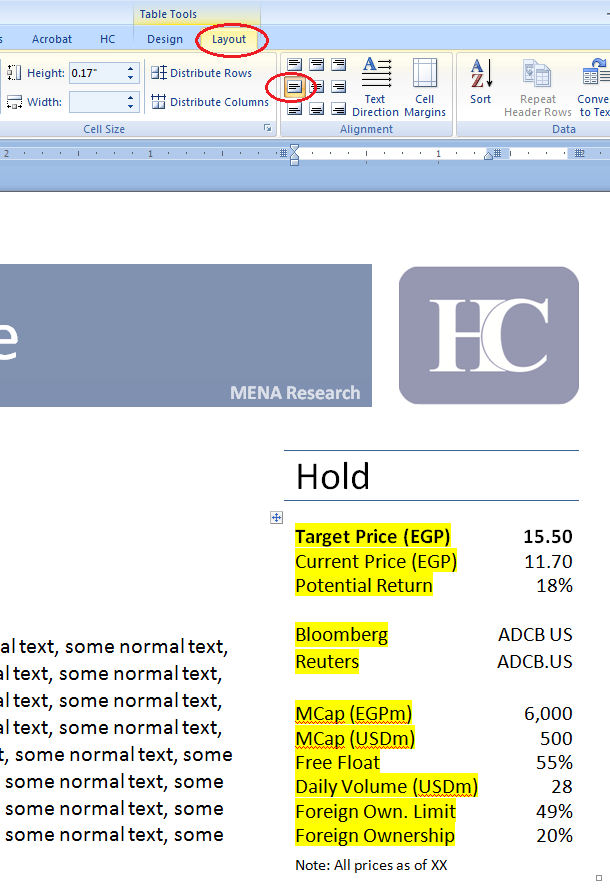 Table Tools
s Acrobat HC Design Layout
Height: 0.17" Distribute Rows
Width: Distribute Columns
Text Direction
Cell Margins
Sort
Repeat Header Rows
Conve
to Tex
Cell Size Alignment Data
2 1 1
e
HC
MENA Research
Hold
Target Price (EGP) 15.50
Current Price (EGP) 11.70
Potential Return 18%
Bloomberg ADCB US
Reuters ADCB.US
MCap (EGPm) 6,000
MCap (USDm) 500
Free Float 55%
Daily Volume (USDm) 28
Foreign Own. Limit 49%
Foreign Ownership 20%
Note: All prices as of XX
al text, some normal text,
al text, some normal text,
al text, some normal text,
al text, some normal text,
t, some normal text, some
some normal text, some
some normal text, some
some normal text, some